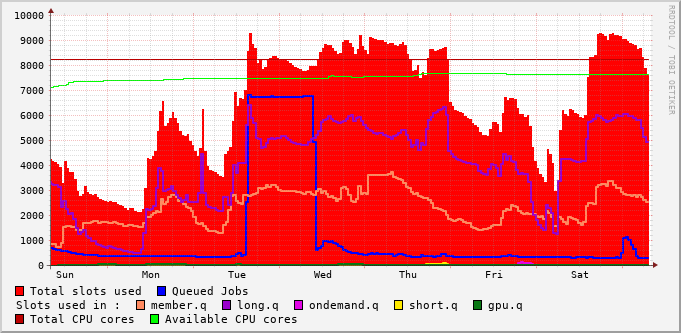 10000
9000
8000
7000
6000
5000
4000
3000
2000
1000
0
Sun Mon Tue Wed Thu Fri Sat
RRDTOOL / TOBI OETIKER
Total slots used Queued Jobs
Slots used in : member.q long.q ondemand.q short.q gpu.q
Total CPU cores Available CPU cores